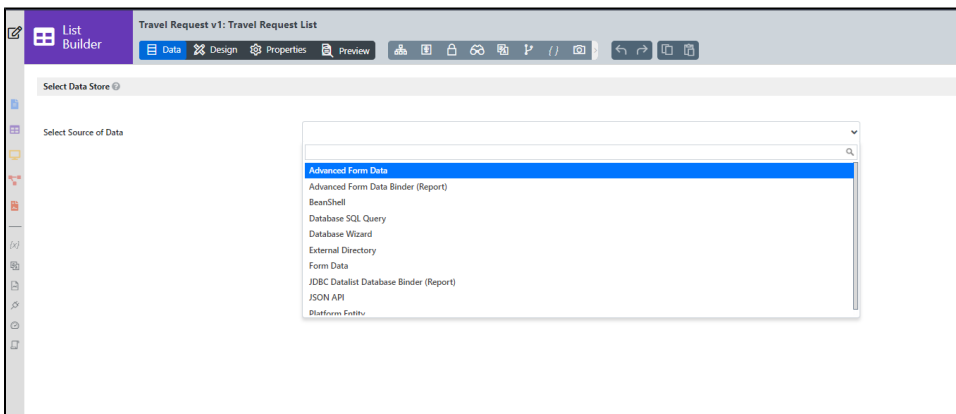 List
Builder
Travel Request v1: Travel Request List
Data
Design
Properties
Preview
Select Data Store
Select Source of Data
Advanced Form Data
Advanced Form Data Binder (Report)
BeanShell
Database SQL Query
Database Wizard
External Directory
Form Data
JDBC Datalist Database Binder (Report)
JSON API
Platform Entity